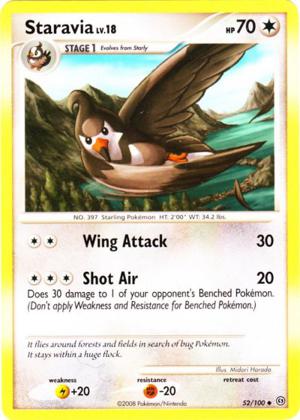 Staravia LV.18
HP 70
STAGE 1 Evolves from Starly
NO. 397 Starling Pokémon HT: 2'00" WT: 34.2 lbs.
Wing Attack 30
Shot Air 20
Does 30 damage to 1 of your opponent's Benched Pokémon.
(Don't apply Weakness and Resistance for Benched Pokémon.)
It flies around forests and fields in search of bug Pokémon.
It stays within a huge flock.
Illus. Midori Harada
weakness resistance retreat cost
+20 -20
©2008 Pokémon/Nintendo 52/100